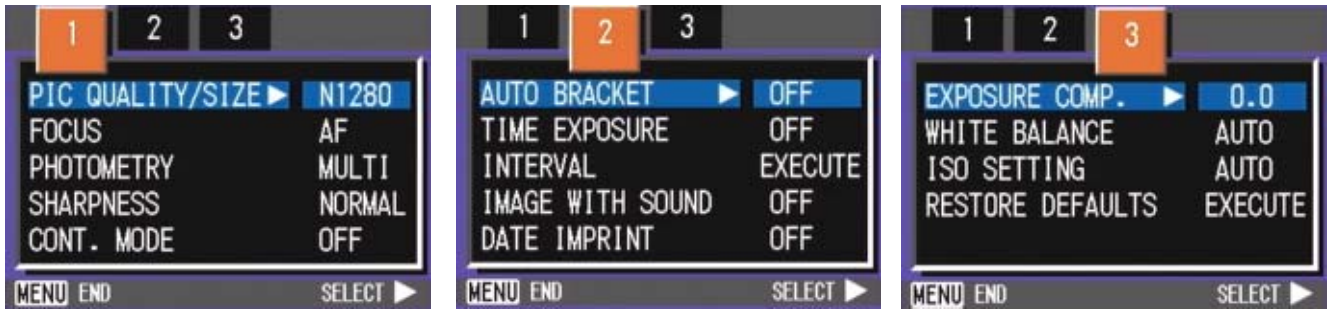 1 2 3
PIC QUALITY/SIZE▶ N1280
FOCUS AF
PHOTOMETRY MULTI
SHARPNESS NORMAL
CONT. MODE OFF
MENU END SELECT ▶
1 2 3
AUTO BRACKET ▶ OFF
TIME EXPOSURE OFF
INTERVAL EXECUTE
IMAGE WITH SOUND OFF
DATE IMPRINT OFF
MENU END SELECT ▶
1 2 3
EXPOSURE COMP. ▶ 0.0
WHITE BALANCE AUTO
ISO SETTING AUTO
RESTORE DEFAULTS EXECUTE
MENU END SELECT ▶